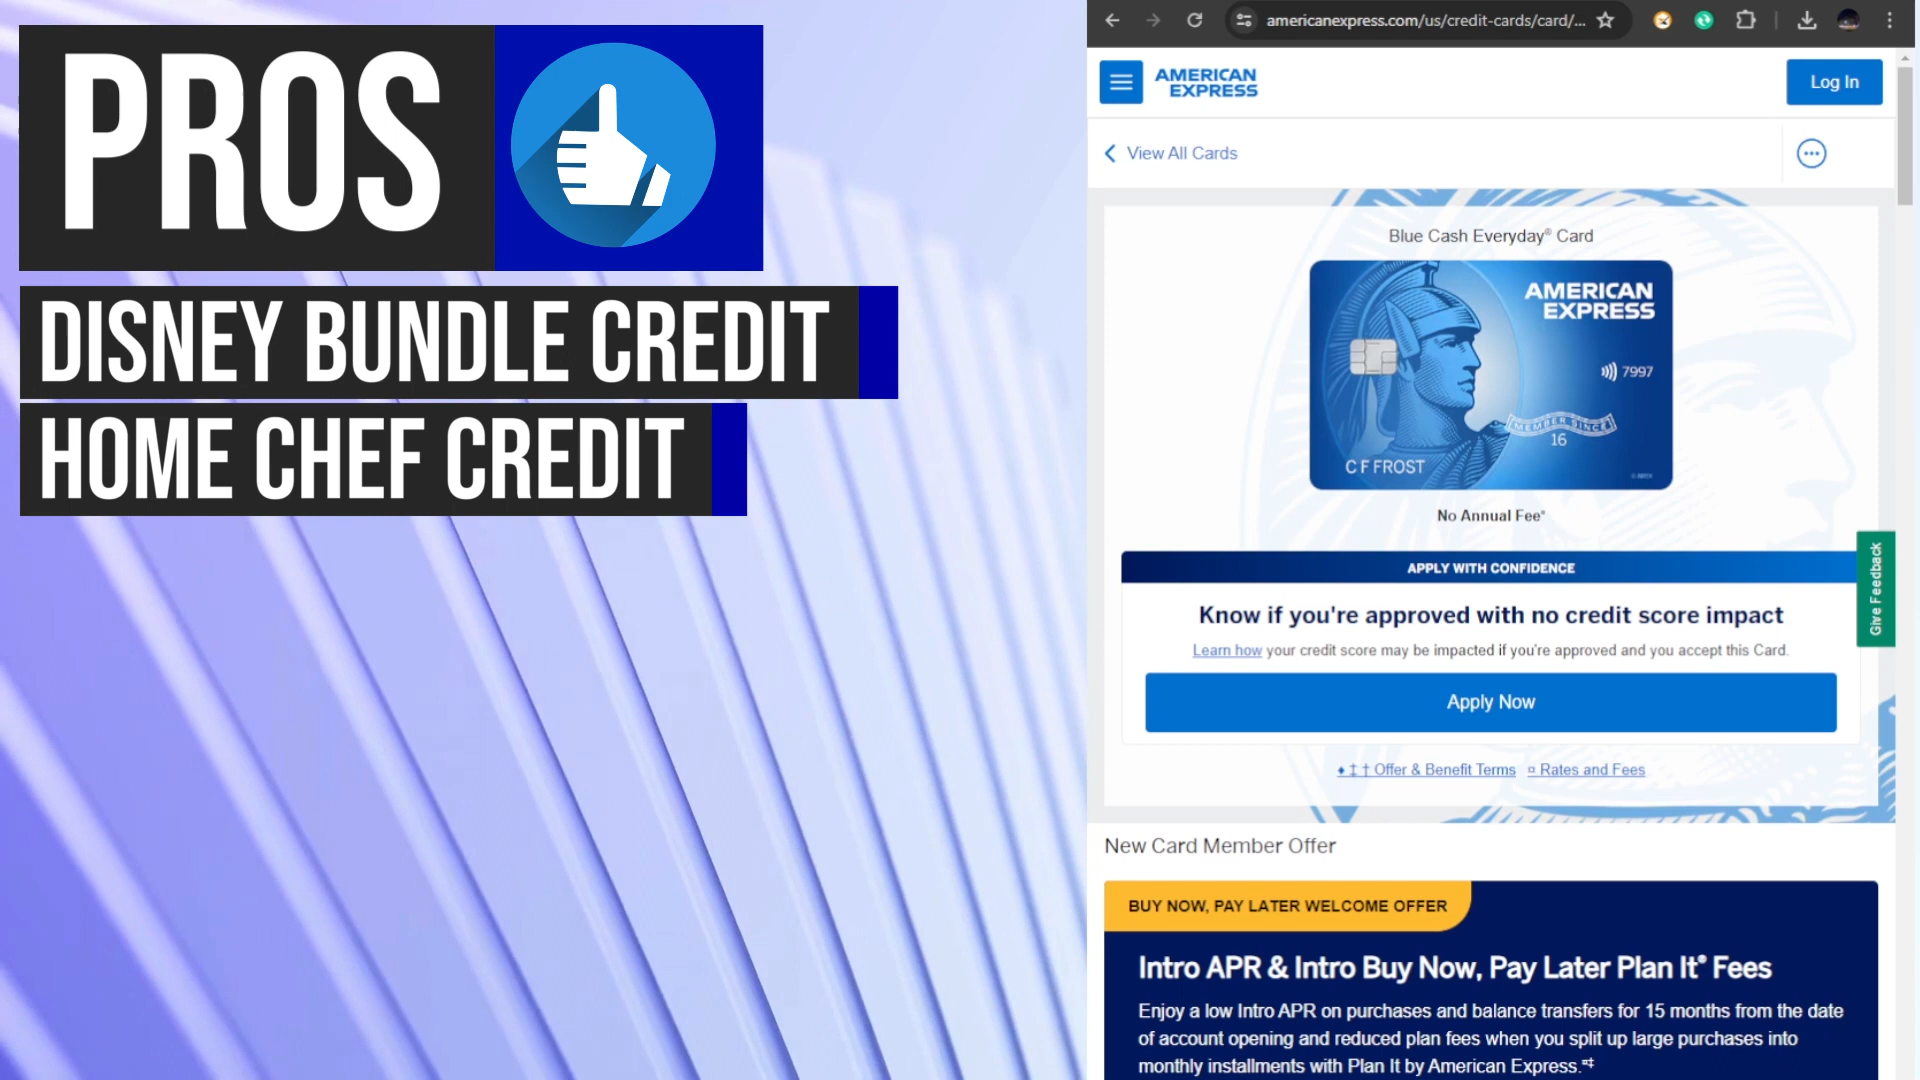 PROS
DISNEY BUNDLE CREDIT
HOME CHEF CREDIT
americanexpress.com/us/credit-cards/card/...
AMERICAN
EXPRESS
Log In
View All Cards
Blue Cash Everyday® Card
AMERICAN
EXPRESS
7997
MEMBER SINCE
16
C F FROST
© AMEX
No Annual Fee¤
APPLY WITH CONFIDENCE
Know if you're approved with no credit score impact
Learn how your credit score may be impacted if you're approved and you accept this Card.
Apply Now
♦ ‡ † Offer & Benefit Terms ¤ Rates and Fees
Give Feedback
New Card Member Offer
BUY NOW, PAY LATER WELCOME OFFER
Intro APR & Intro Buy Now, Pay Later Plan It® Fees
Enjoy a low Intro APR on purchases and balance transfers for 15 months from the date
of account opening and reduced plan fees when you split up large purchases into
monthly installments with Plan It by American Express.¤‡